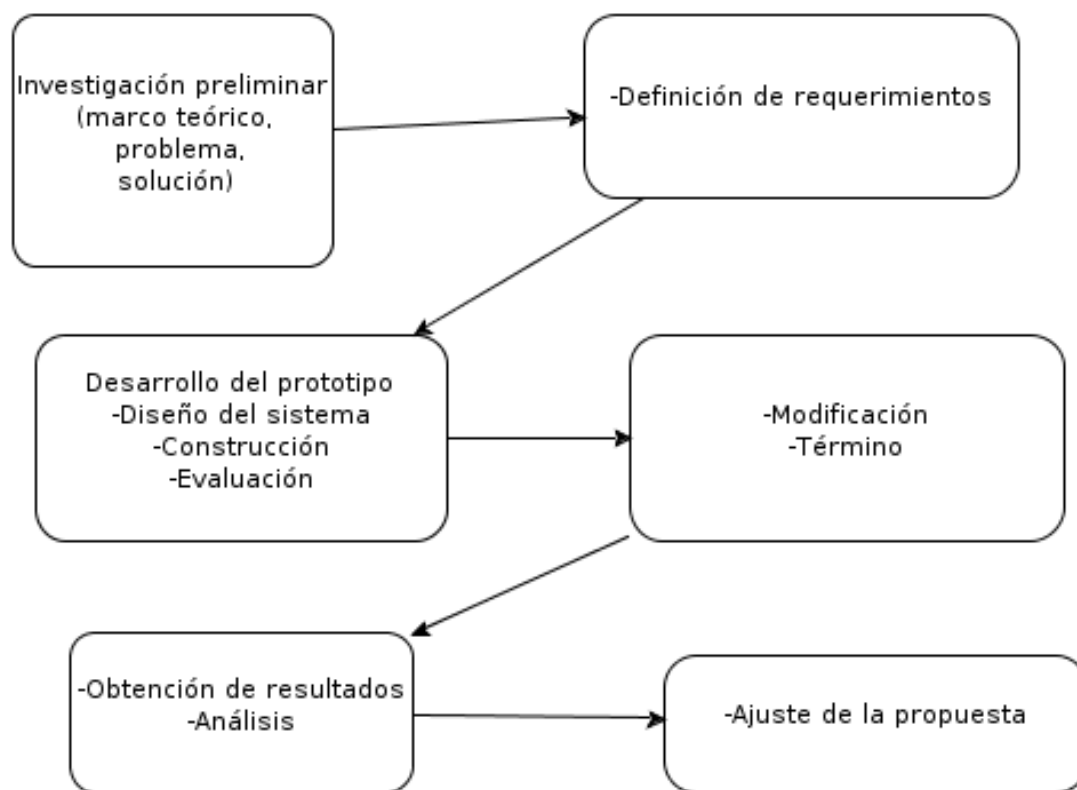 Investigación preliminar
(marco teórico,
problema,
solución)
-Definición de requerimientos
Desarrollo del prototipo
-Diseño del sistema
-Construcción
-Evaluación
-Modificación
-Término
-Obtención de resultados
-Análisis
-Ajuste de la propuesta